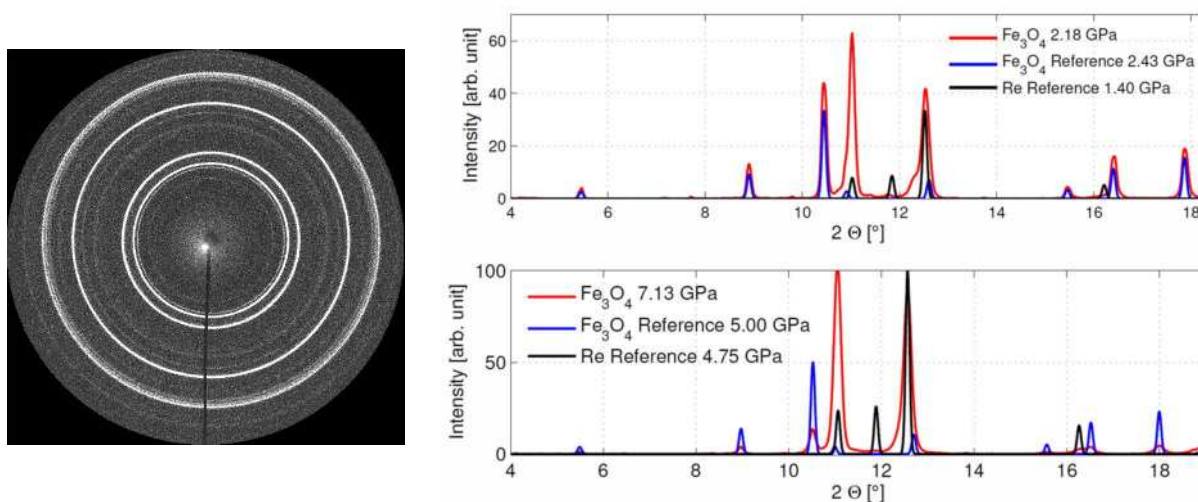 60
40
20
0
Intensity [arb. unit]
Fe₃O₄ 2.18 GPa
Fe₃O₄ Reference 2.43 GPa
Re Reference 1.40 GPa
4 6 8 10 12 14 16 18
2 Θ [°]
100
50
0
Intensity [arb. unit]
Fe₃O₄ 7.13 GPa
Fe₃O₄ Reference 5.00 GPa
Re Reference 4.75 GPa
4 6 8 10 12 14 16 18
2 Θ [°]